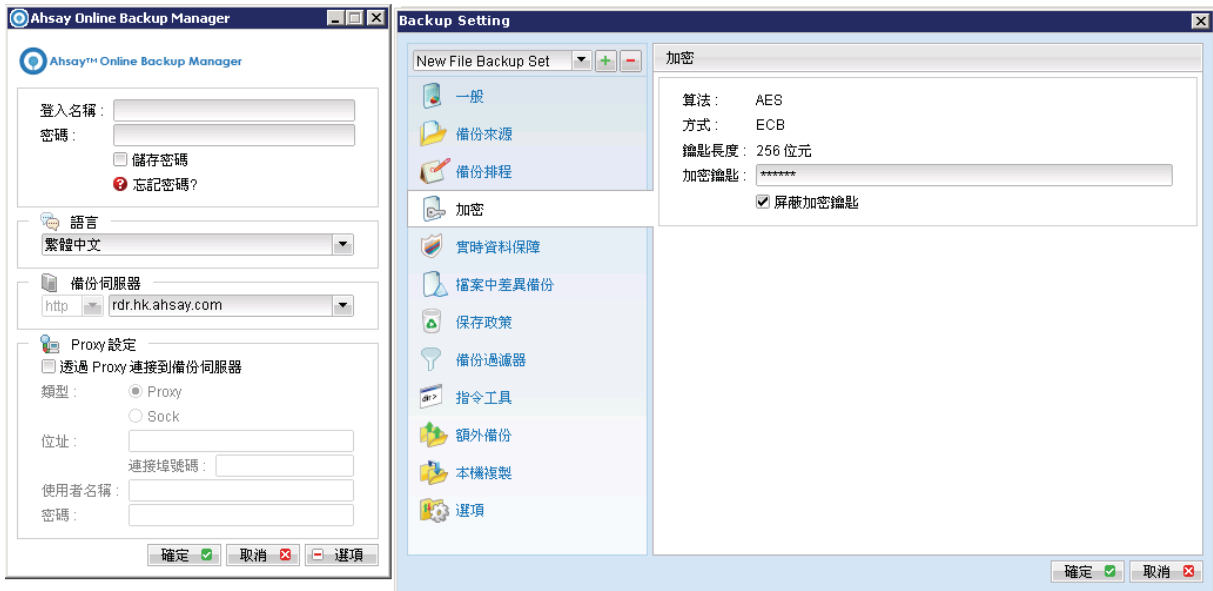 Ahsay Online Backup Manager
Ahsay™ Online Backup Manager
登入名稱 :
密碼 :
儲存密碼
忘記密碼?
語言
繁體中文
備份伺服器
http rdr.hk.ahsay.com
Proxy 設定
透過 Proxy 連接到備份伺服器
類型 : Proxy
Sock
位址 :
連接埠號碼 :
使用者名稱 :
密碼 :
確定 取消 選項
Backup Setting
New File Backup Set
一般
備份來源
備份排程
加密
實時資料保障
檔案中差異備份
保存政策
備份過濾器
dir>
指令工具
額外備份
本機複製
選項
加密
算法 : AES
方式 : ECB
鑰匙長度 : 256 位元
加密鑰匙 : ******
屏蔽加密鑰匙
確定 取消